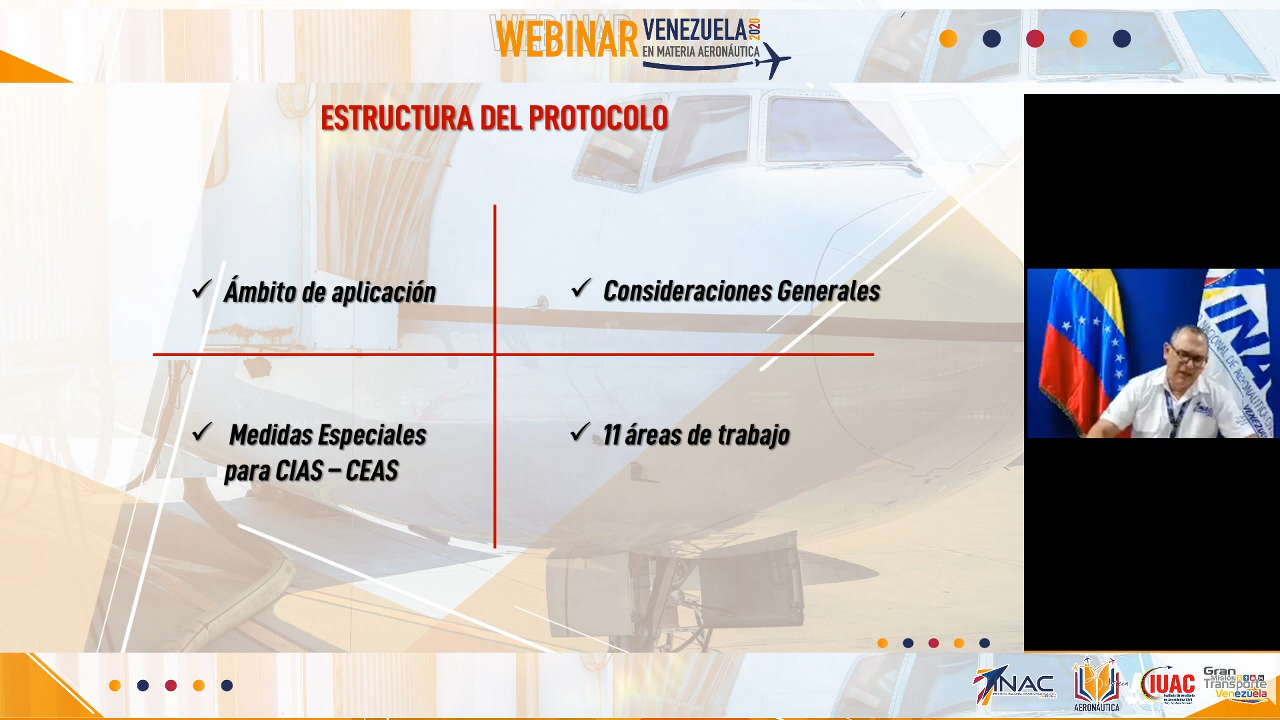 WEBINAR
VENEZUELA 2020
EN MATERIA AERONÁUTICA
ESTRUCTURA DEL PROTOCOLO
✓ Ámbito de aplicación
✓ Consideraciones Generales
✓ Medidas Especiales
para CIAS – CEAS
✓ 11 áreas de trabajo
INAC
AERONÁUTICA
IUAC
Gran
Misión
Transporte
Venezuela